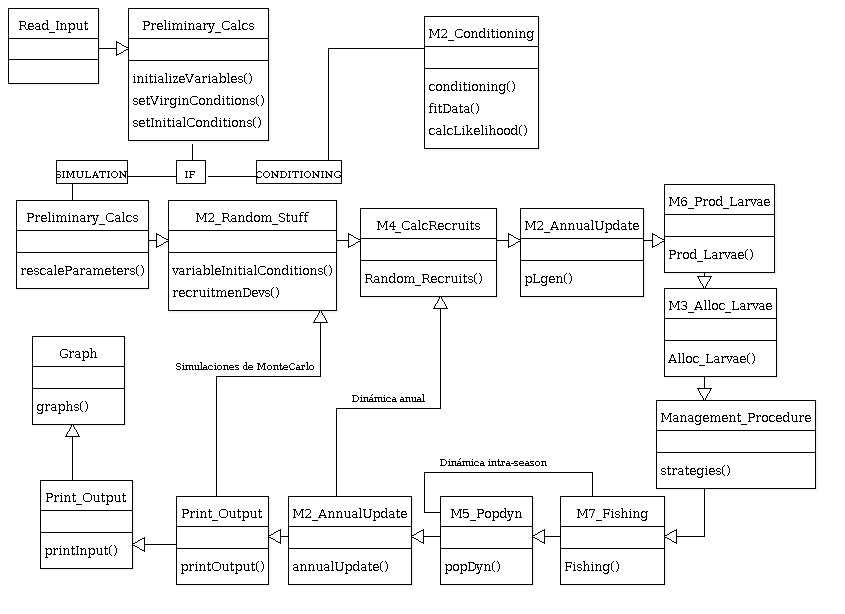 Read_Input
Preliminary_Calcs
initializeVariables()
setVirginConditions()
setInitialConditions()
M2_Conditioning
conditioning()
fitData()
calcLikelihood()
SIMULATION
IF
CONDITIONING
Preliminary_Calcs
rescaleParameters()
M2_Random_Stuff
variableInitialConditions()
recruitmenDevs()
M4_CalcRecruits
Random_Recruits()
M2_AnnualUpdate
pLgen()
M6_Prod_Larvae
Prod_Larvae()
M3_Alloc_Larvae
Alloc_Larvae()
Management_Procedure
strategies()
Graph
graphs()
Simulaciones de MonteCarlo
Dinámica anual
Dinámica intra-season
Print_Output
printInput()
Print_Output
printOutput()
M2_AnnualUpdate
annualUpdate()
M5_Popdyn
popDyn()
M7_Fishing
Fishing()